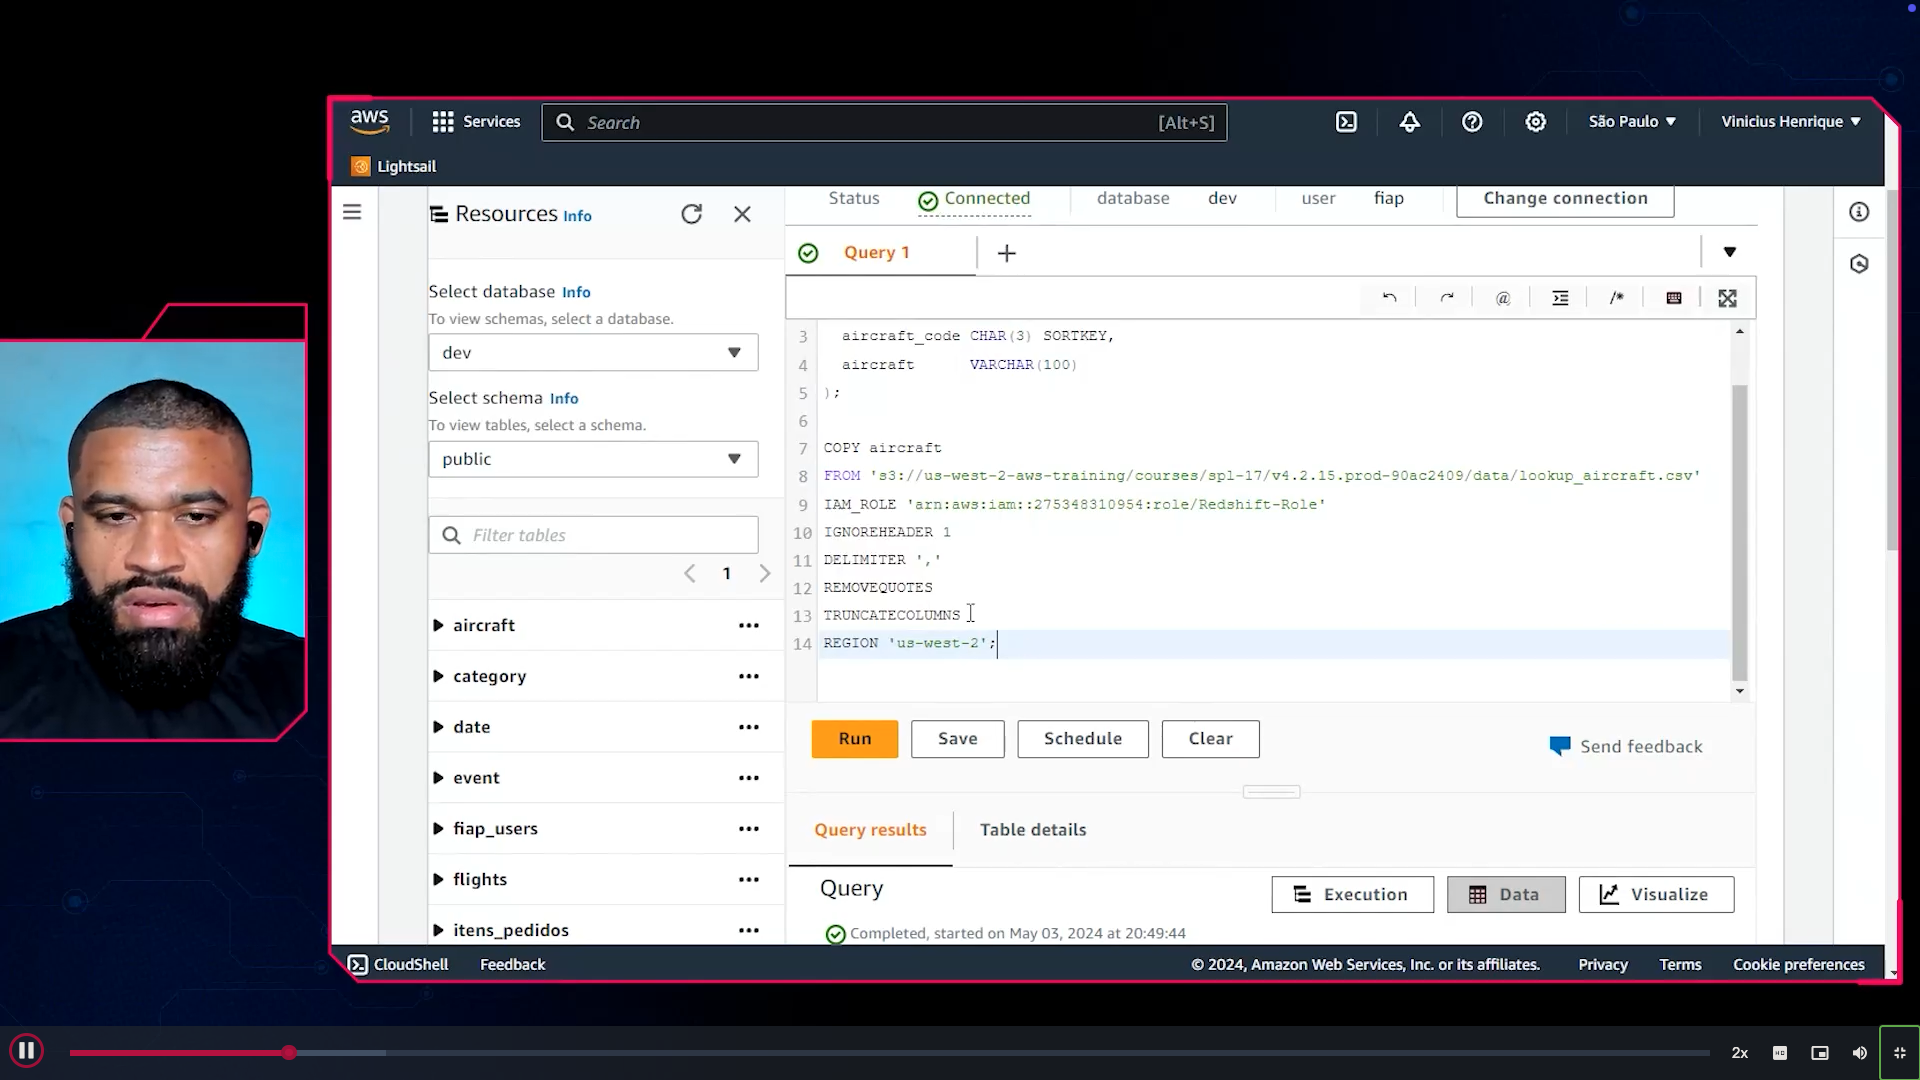 aws
Services
Search
[Alt+S]
São Paulo
Vinicius Henrique
Lightsail
Resources Info
Status
Connected
database
dev
user
fiap
Change connection
Query 1
Select database Info
To view schemas, select a database.
dev
Select schema Info
To view tables, select a schema.
public
Filter tables
1
aircraft
category
date
event
fiap_users
flights
itens_pedidos
@
/*
3 aircraft_code CHAR(3) SORTKEY,
4 aircraft VARCHAR(100)
5 );
6
7 COPY aircraft
8 FROM 's3://us-west-2-aws-training/courses/spl-17/v4.2.15.prod-90ac2409/data/lookup_aircraft.csv'
9 IAM_ROLE 'arn:aws:iam::275348310954:role/Redshift-Role'
10 IGNOREHEADER 1
11 DELIMITER ','
12 REMOVEQUOTES
13 TRUNCATECOLUMNS
14 REGION 'us-west-2';
Run
Save
Schedule
Clear
Send feedback
Query results
Table details
Query
Execution
Data
Visualize
Completed, started on May 03, 2024 at 20:49:44
CloudShell
Feedback
© 2024, Amazon Web Services, Inc. or its affiliates.
Privacy
Terms
Cookie preferences
2x
HD